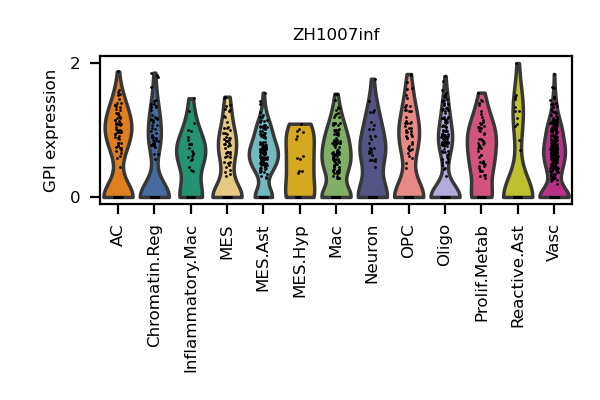 ZH1007inf
GPI expression
2
0
AC
Chromatin.Reg
Inflammatory.Mac
MES
MES.Ast
MES.Hyp
Mac
Neuron
OPC
Oligo
Prolif.Metab
Reactive.Ast
Vasc